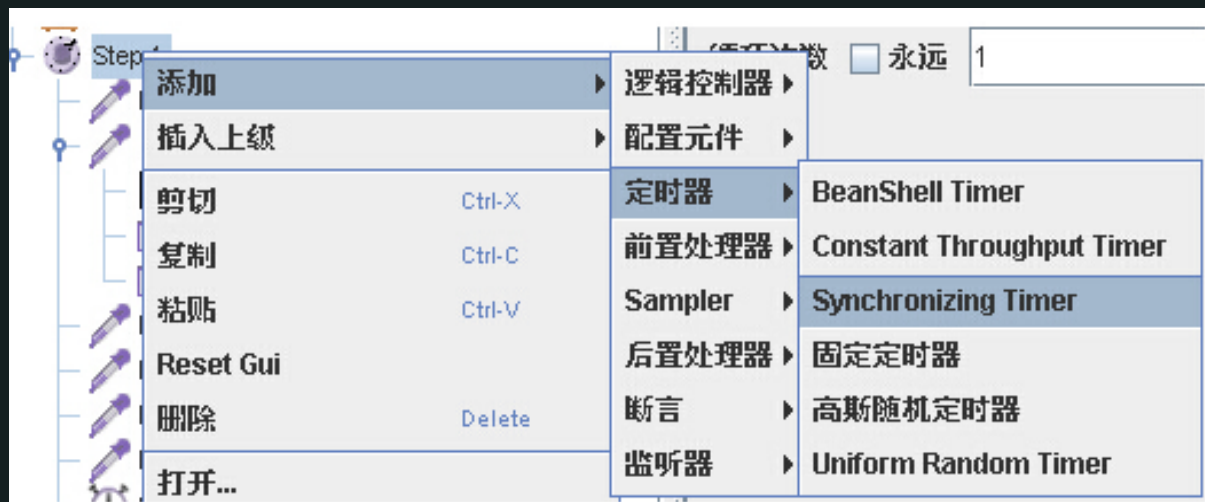 Step
循环次数 永远 1
添加
插入上级
剪切 Ctrl-X
复制 Ctrl-C
粘贴 Ctrl-V
Reset Gui
删除 Delete
打开...
逻辑控制器
配置元件
定时器
前置处理器
Sampler
后置处理器
断言
监听器
BeanShell Timer
Constant Throughput Timer
Synchronizing Timer
固定定时器
高斯随机定时器
Uniform Random Timer